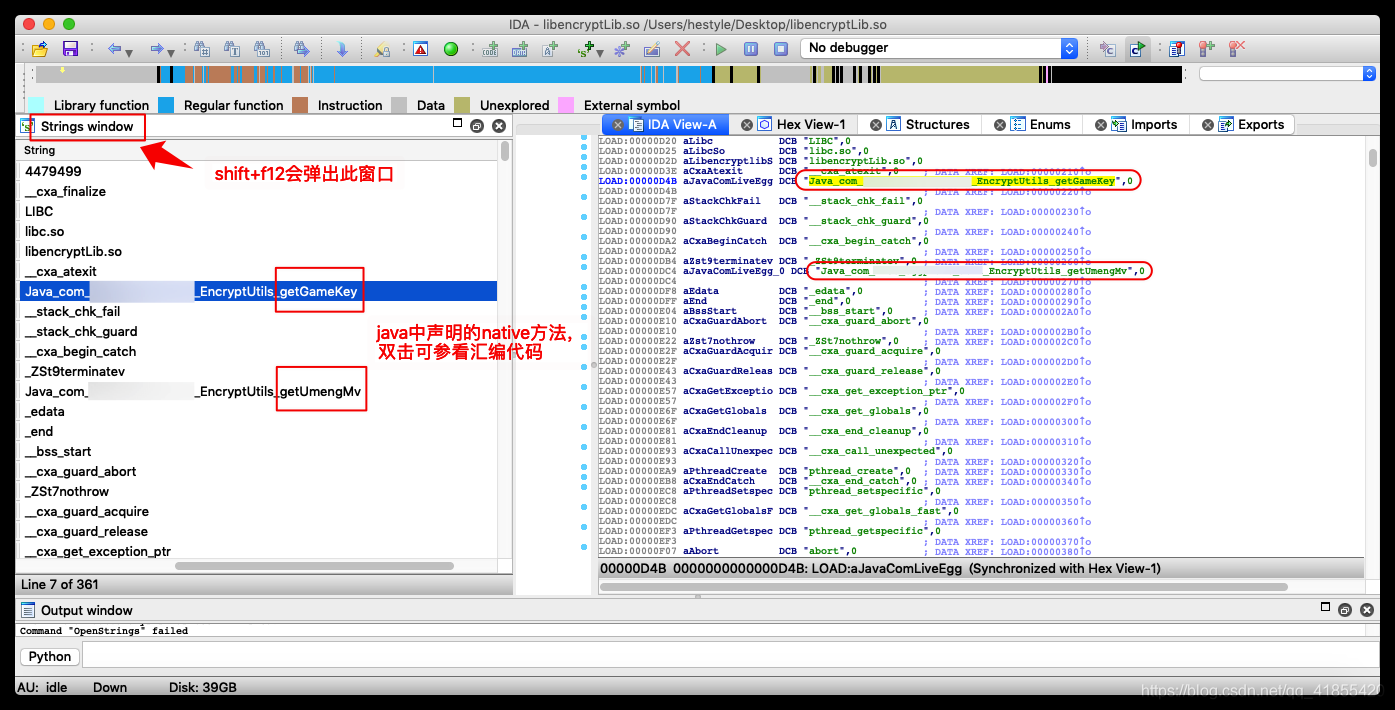 IDA - libencryptLib.so /Users/hestyle/Desktop/libencryptLib.so
No debugger
Library function Regular function Instruction Data Unexplored External symbol
Strings window
String
4479499
__cxa_finalize
LIBC
libc.so
libencryptLib.so
__cxa_atexit
Java_com_ _EncryptUtils_getGameKey
__stack_chk_fail
__stack_chk_guard
__cxa_begin_catch
_ZSt9terminatev
Java_com_ _EncryptUtils_getUmengMv
_edata
_end
__bss_start
__cxa_guard_abort
_ZSt7nothrow
__cxa_guard_acquire
__cxa_guard_release
__cxa_get_exception_ptr
Line 7 of 361
shift+f12会弹出此窗口
java中声明的native方法,
双击可参看汇编代码
IDA View-A Hex View-1 Structures Enums Imports Exports
LOAD:00000D20 aLibc DCB "LIBC",0
LOAD:00000D25 aLibcSo DCB "libc.so",0
LOAD:00000D2D aLibencryptlibS DCB "libencryptLib.so",0
LOAD:00000D3E aCxaAtexit DCB "__cxa_atexit",0
LOAD:00000D4B ; DATA XREF: LOAD:00000210↑o
LOAD:00000D4B aJavaComLiveEgg DCB "Java_com_ _EncryptUtils_getGameKey",0
LOAD:00000D4B ; DATA XREF: LOAD:00000220↑o
LOAD:00000D7F aStackChkFail DCB "__stack_chk_fail",0
LOAD:00000D7F ; DATA XREF: LOAD:00000230↑o
LOAD:00000D90 aStackChkGuard DCB "__stack_chk_guard",0
LOAD:00000D90 ; DATA XREF: LOAD:00000240↑o
LOAD:00000DA2 aCxaBeginCatch DCB "__cxa_begin_catch",0
LOAD:00000DA2 ; DATA XREF: LOAD:00000250↑o
LOAD:00000DB4 aZst9terminatev DCB "_ZSt9terminatev",0
LOAD:00000DC4 aJavaComLiveEgg_0 DCB "Java_com_ _EncryptUtils_getUmengMv",0
LOAD:00000DC4 ; DATA XREF: LOAD:00000270↑o
LOAD:00000DF8 aEdata DCB "_edata",0 ; DATA XREF: LOAD:00000280↑o
LOAD:00000DFF aEnd DCB "_end",0 ; DATA XREF: LOAD:00000290↑o
LOAD:00000E04 aBssStart DCB "__bss_start",0 ; DATA XREF: LOAD:000002A0↑o
LOAD:00000E10 aCxaGuardAbort DCB "__cxa_guard_abort",0
LOAD:00000E10 ; DATA XREF: LOAD:000002B0↑o
LOAD:00000E22 aZst7nothrow DCB "_ZSt7nothrow",0 ; DATA XREF: LOAD:000002C0↑o
LOAD:00000E2F aCxaGuardAcquir DCB "__cxa_guard_acquire",0
LOAD:00000E2F ; DATA XREF: LOAD:000002D0↑o
LOAD:00000E43 aCxaGuardReleas DCB "__cxa_guard_release",0
LOAD:00000E43 ; DATA XREF: LOAD:000002E0↑o
LOAD:00000E57 aCxaGetExceptio DCB "__cxa_get_exception_ptr",0
LOAD:00000E57 ; DATA XREF: LOAD:000002F0↑o
LOAD:00000E6F aCxaGetGlobals DCB "__cxa_get_globals",0
LOAD:00000E6F ; DATA XREF: LOAD:00000300↑o
LOAD:00000E81 aCxaEndCleanup DCB "__cxa_end_cleanup",0
LOAD:00000E81 ; DATA XREF: LOAD:00000310↑o
LOAD:00000E93 aCxaCallUnexpec DCB "__cxa_call_unexpected",0
LOAD:00000E93 ; DATA XREF: LOAD:00000320↑o
LOAD:00000EA9 aPthreadCreate DCB "pthread_create",0 ; DATA XREF: LOAD:00000330↑o
LOAD:00000EB8 aCxaEndCatch DCB "__cxa_end_catch",0 ; DATA XREF: LOAD:00000340↑o
LOAD:00000EC8 aPthreadSetspec DCB "pthread_setspecific",0
LOAD:00000EC8 ; DATA XREF: LOAD:00000350↑o
LOAD:00000EDC aCxaGetGlobalsF DCB "__cxa_get_globals_fast",0
LOAD:00000EDC ; DATA XREF: LOAD:00000360↑o
LOAD:00000EF3 aPthreadGetspec DCB "pthread_getspecific",0
LOAD:00000EF3 ; DATA XREF: LOAD:00000370↑o
LOAD:00000F07 aAbort DCB "abort",0 ; DATA XREF: LOAD:00000380↑o
00000D4B 0000000000000D4B: LOAD:aJavaComLiveEgg (Synchronized with Hex View-1)
Output window
Command "OpenStrings" failed
Python
AU: idle Down Disk: 39GB
https://blog.csdn.net/qq_41855420